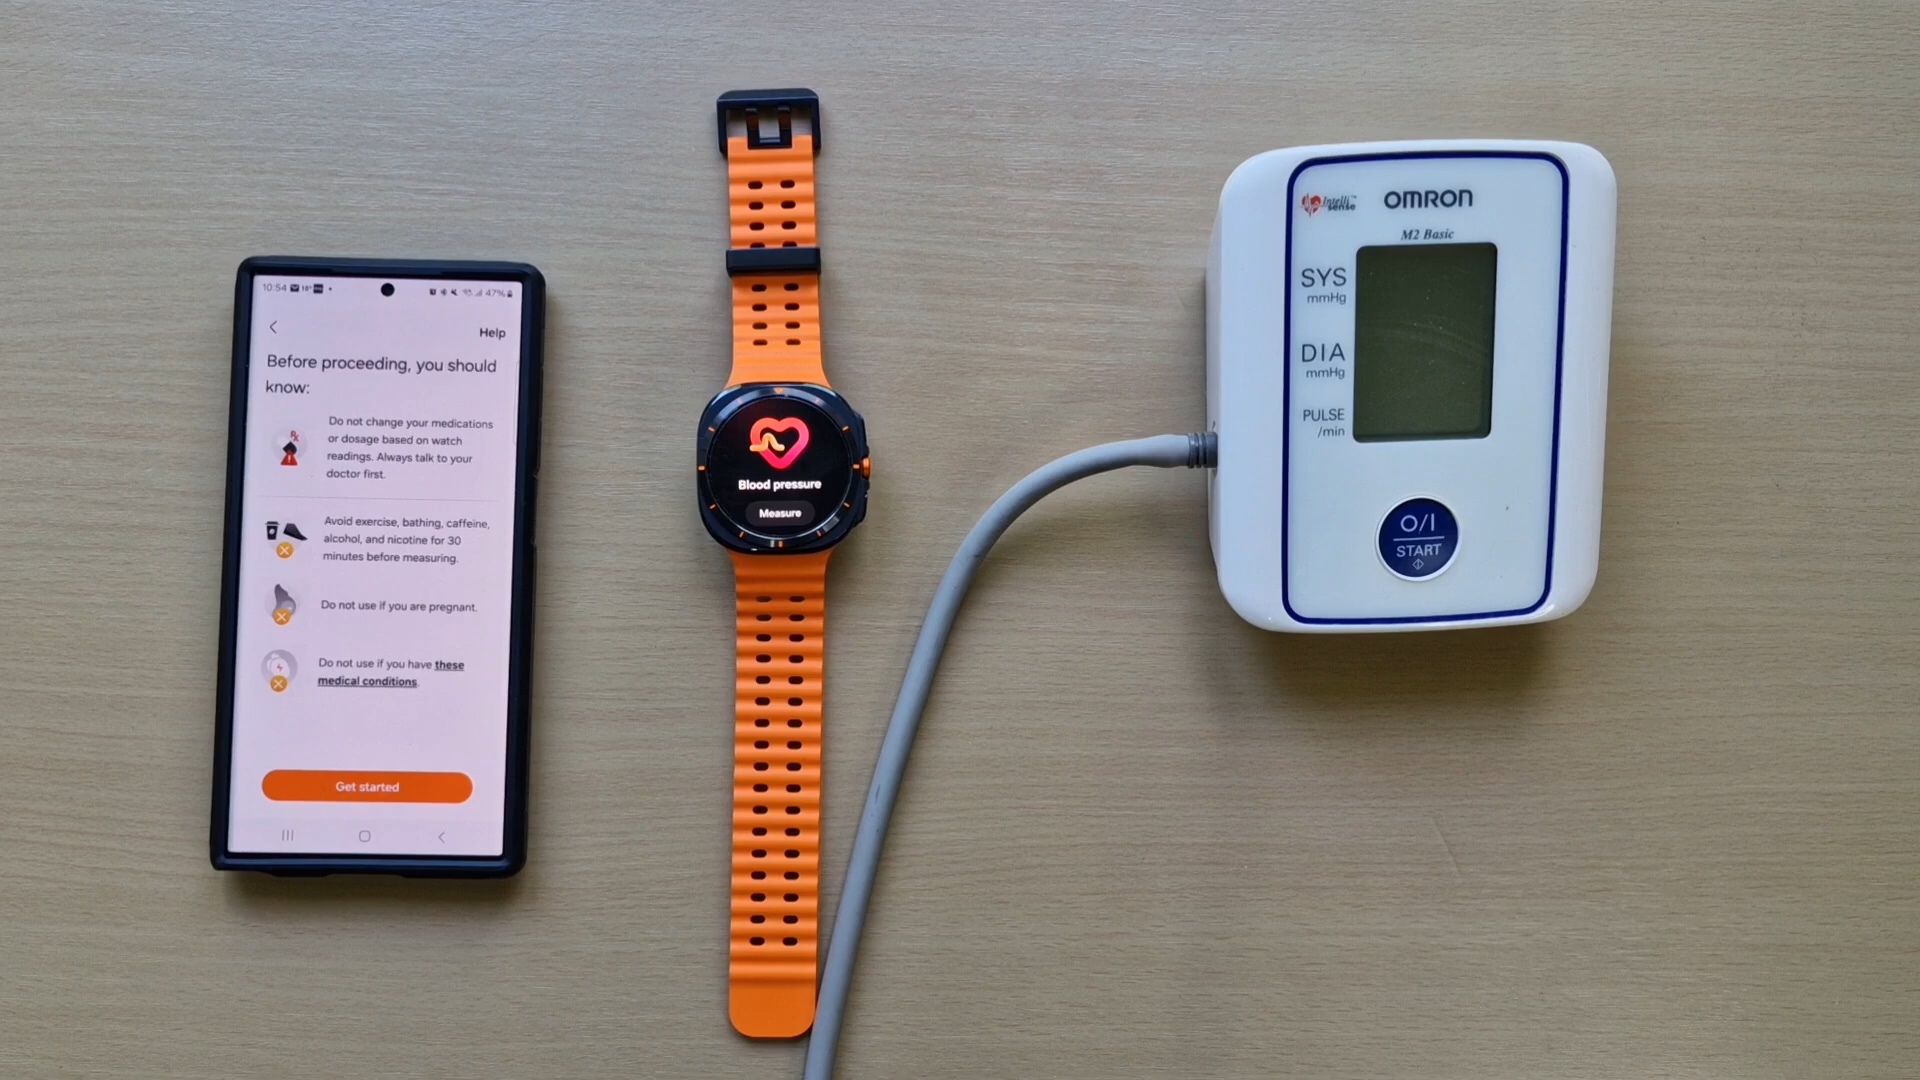 10:54
47%
Help
Before proceeding, you should
know:
Do not change your medications
or dosage based on watch
readings. Always talk to your
doctor first.
Avoid exercise, bathing, caffeine,
alcohol, and nicotine for 30
minutes before measuring.
Do not use if you are pregnant.
Do not use if you have these
medical conditions.
Get started
Blood pressure
Measure
Intelli™
sense
OMRON
M2 Basic
SYS
mmHg
DIA
mmHg
PULSE
/min
O/I
START